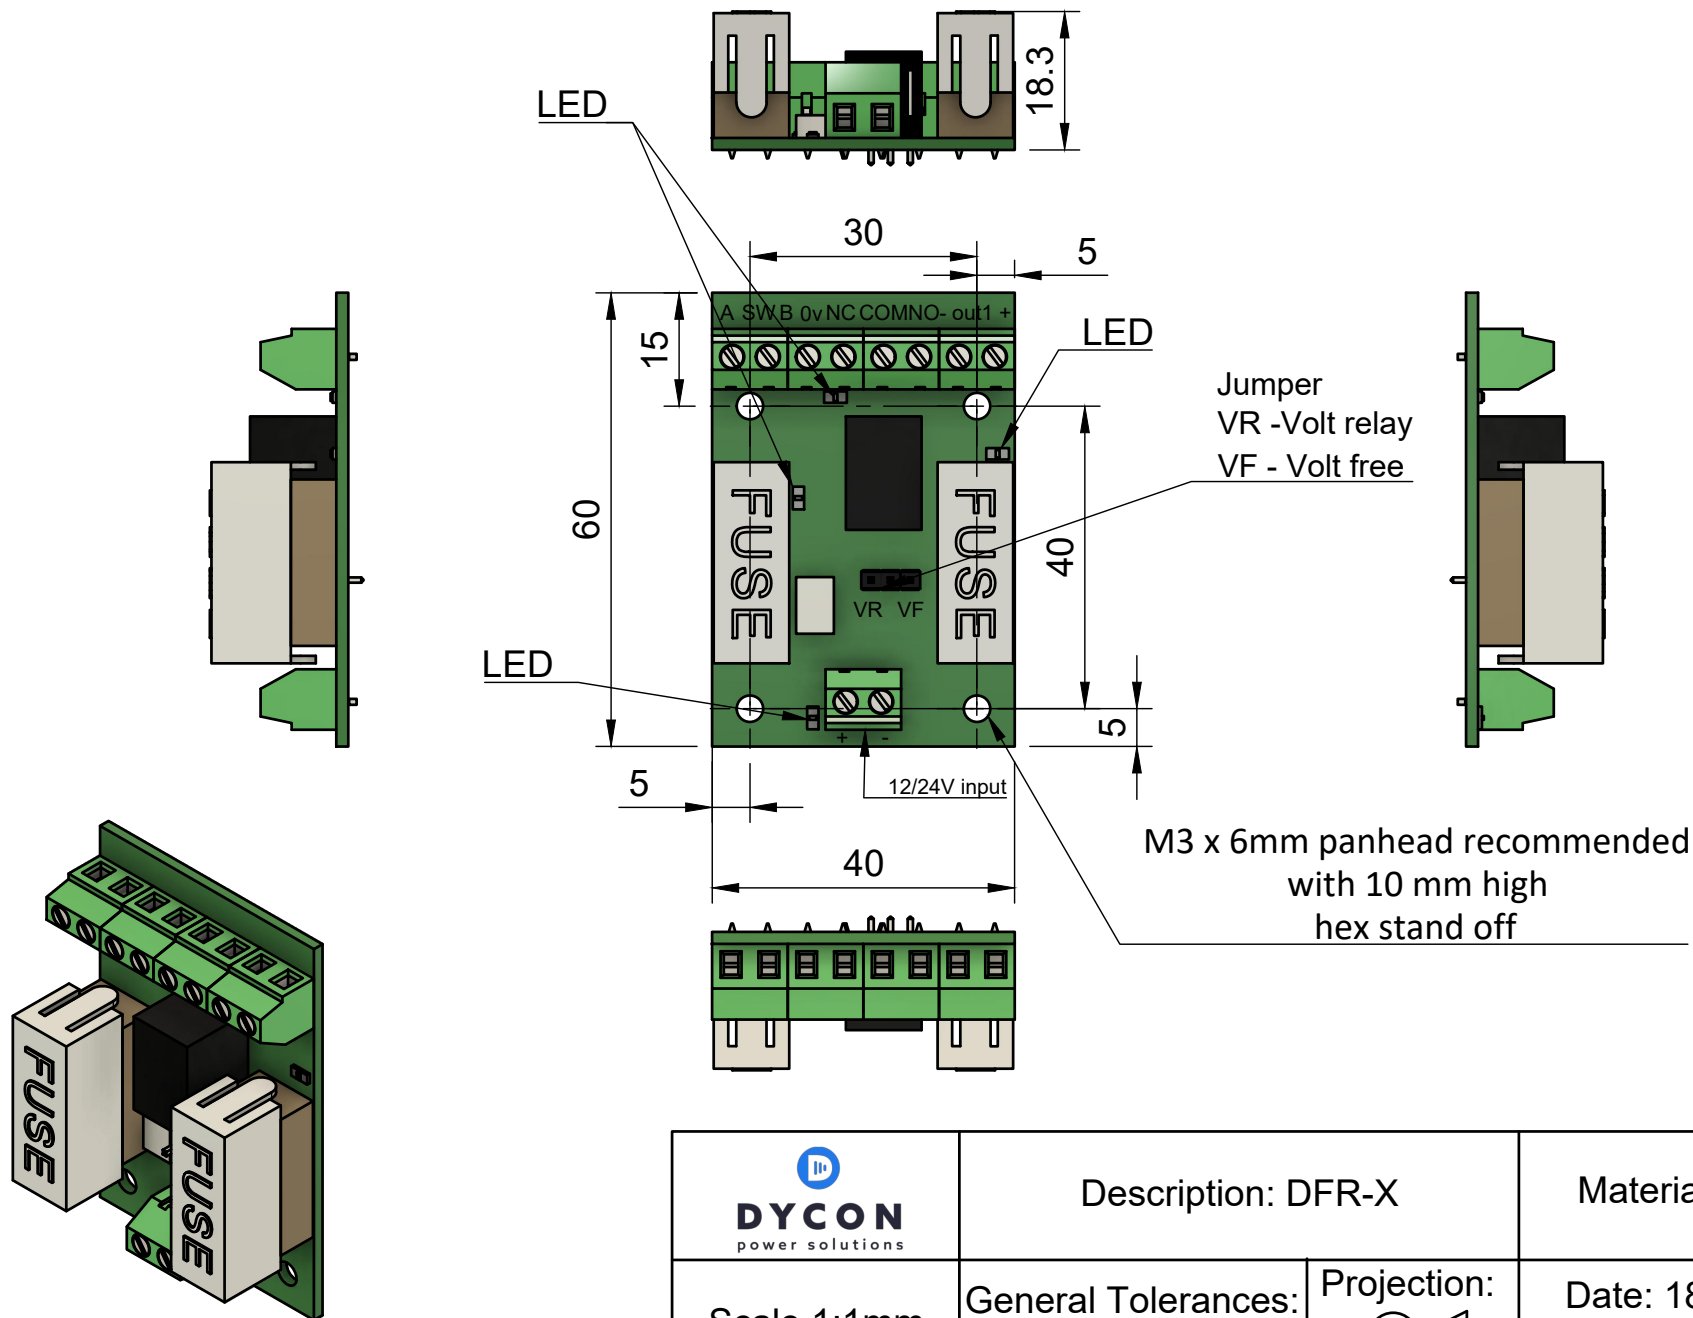 18.3
LED
30
5
A SW B 0v NC COM NO - out1 +
15
LED
Jumper
VR -Volt relay
VF - Volt free
60
FUSE
FUSE
40
VR VF
LED
+ -
5
5
12/24V input
M3 x 6mm panhead recommended
with 10 mm high
hex stand off
40
FUSE
FUSE
DYCON
power solutions
Description: DFR-X
General Tolerances:
Projection:
Date: 18